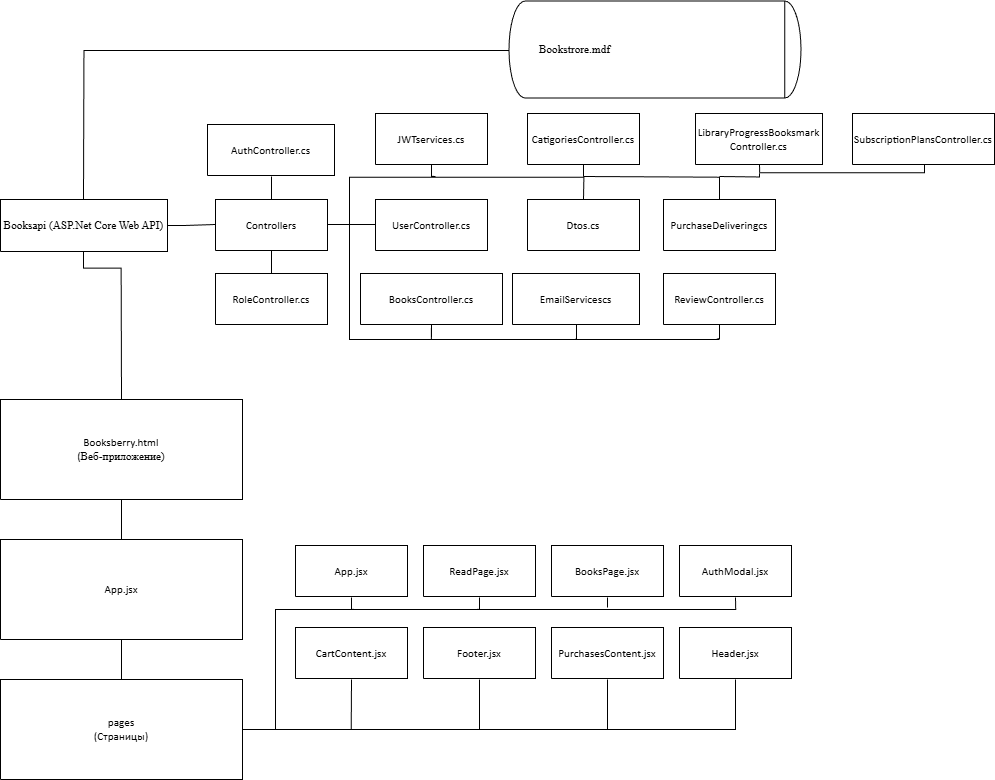 Bookstrore.mdf
AuthController.cs
JWTservices.cs
CatigoriesController.cs
LibraryProgressBooksmark
Controller.cs
SubscriptionPlansController.cs
Booksapi (ASP.Net Core Web API)
Controllers
UserController.cs
Dtos.cs
PurchaseDeliveringcs
RoleController.cs
BooksController.cs
EmailServicescs
ReviewController.cs
Booksberry.html
(Веб-приложение)
App.jsx
App.jsx
ReadPage.jsx
BooksPage.jsx
AuthModal.jsx
CartContent.jsx
Footer.jsx
PurchasesContent.jsx
Header.jsx
pages
(Страницы)